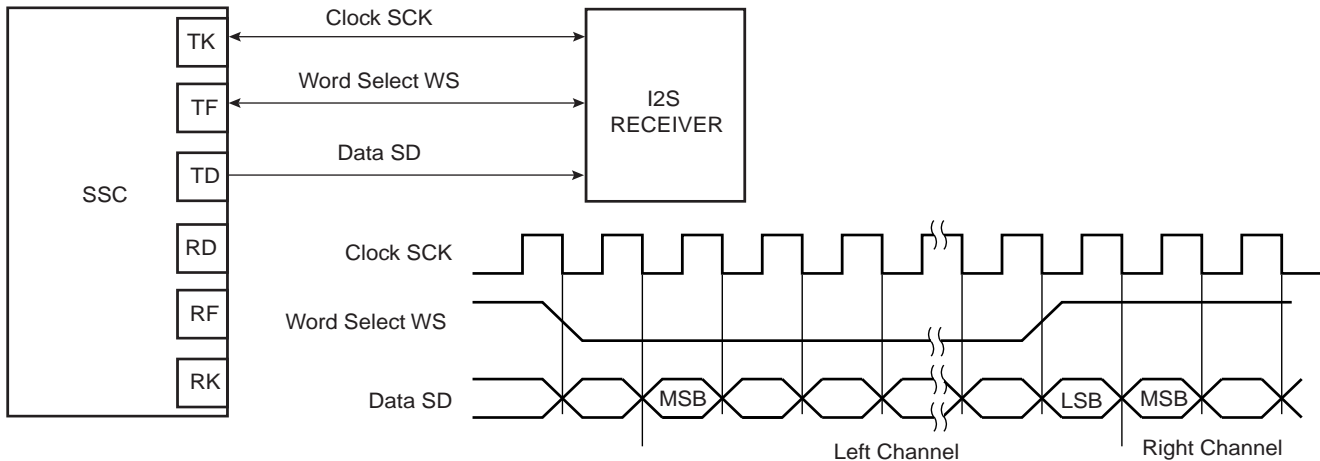 SSC
TK
TF
TD
RD
RF
RK
Clock SCK
Word Select WS
Data SD
I2S
RECEIVER
Clock SCK
Word Select WS
Data SD
MSB
LSB
MSB
Left Channel
Right Channel